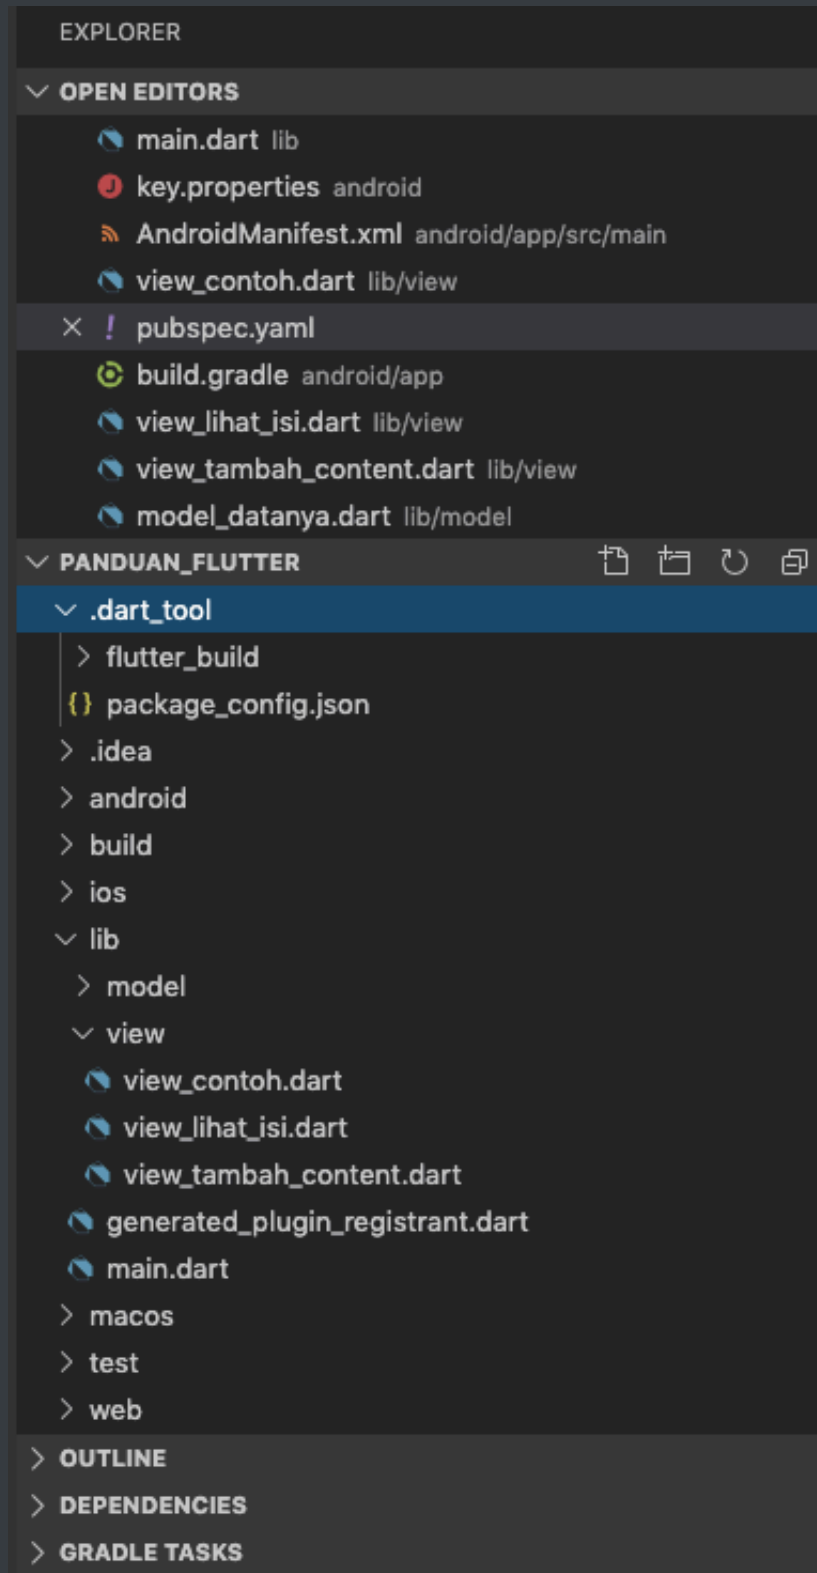 EXPLORER
OPEN EDITORS
main.dart lib
key.properties android
AndroidManifest.xml android/app/src/main
view_contoh.dart lib/view
pubspec.yaml
build.gradle android/app
view_lihat_isi.dart lib/view
view_tambah_content.dart lib/view
model_datanya.dart lib/model
PANDUAN_FLUTTER
.dart_tool
flutter_build
{} package_config.json
.idea
android
build
ios
lib
model
view
view_contoh.dart
view_lihat_isi.dart
view_tambah_content.dart
generated_plugin_registrant.dart
main.dart
macos
test
web
OUTLINE
DEPENDENCIES
GRADLE TASKS